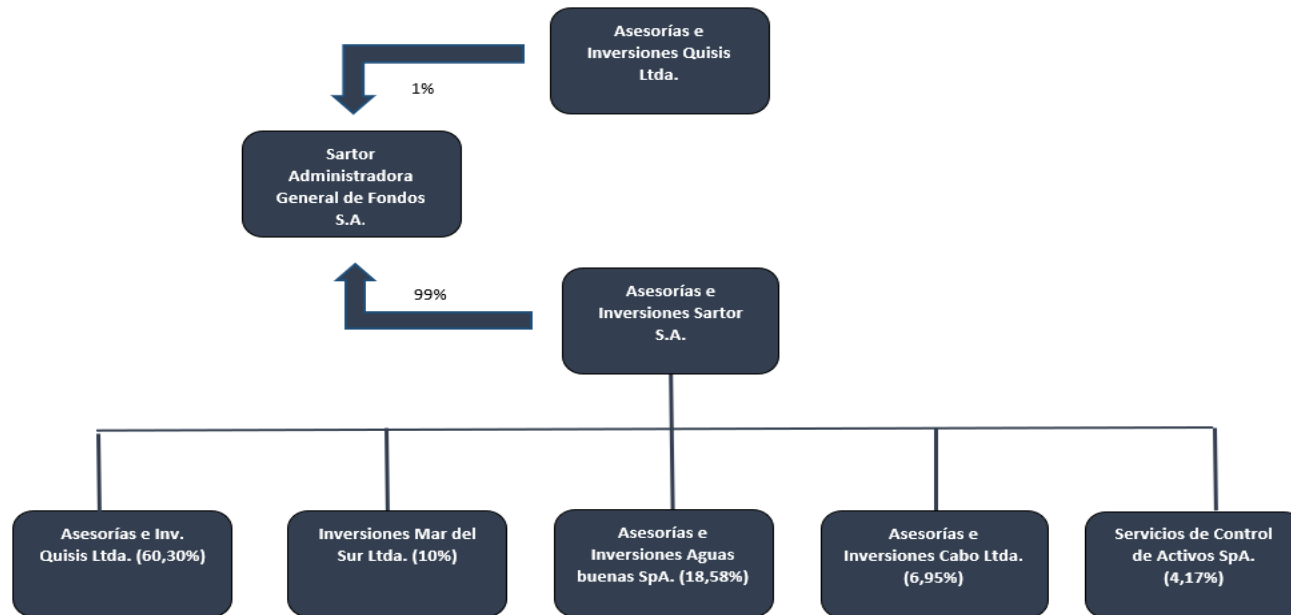 Asesorías e
Inversiones Quisis
Ltda.
1%
Sartor
Administradora
General de Fondos
S.A.
99%
Asesorías e
Inversiones Sartor
S.A.
Asesorías e Inv.
Quisis Ltda. (60,30%)
Inversiones Mar del
Sur Ltda. (10%)
Asesorías e
Inversiones Aguas
buenas SpA. (18,58%)
Asesorías e
Inversiones Cabo Ltda.
(6,95%)
Servicios de Control
de Activos SpA.
(4,17%)